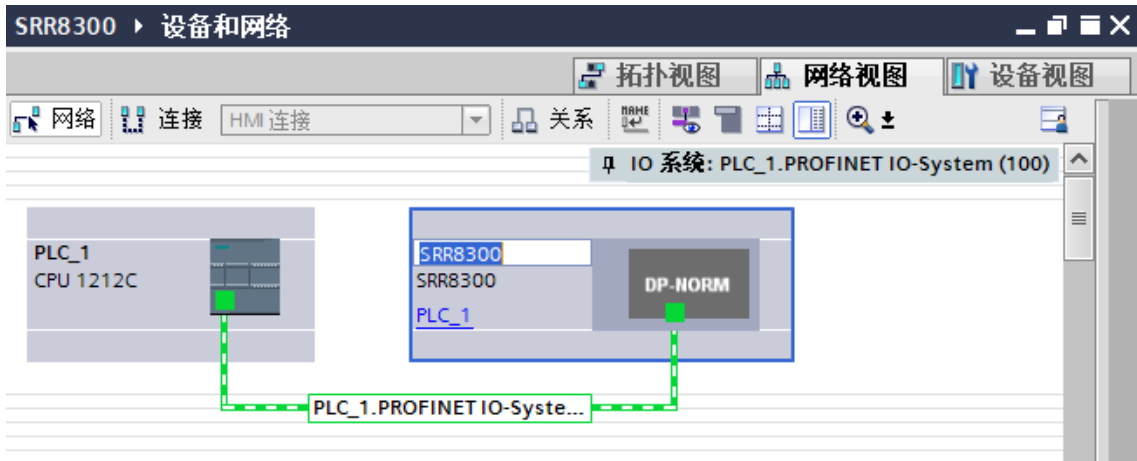 SRR8300 ▸ 设备和网络
拓扑视图 网络视图 设备视图
网络 连接 HMI 连接 关系 NAME
IO 系统: PLC_1.PROFINET IO-System (100)
PLC_1
CPU 1212C
SRR8300
SRR8300
PLC_1
DP-NORM
PLC_1.PROFINET IO-Syste...